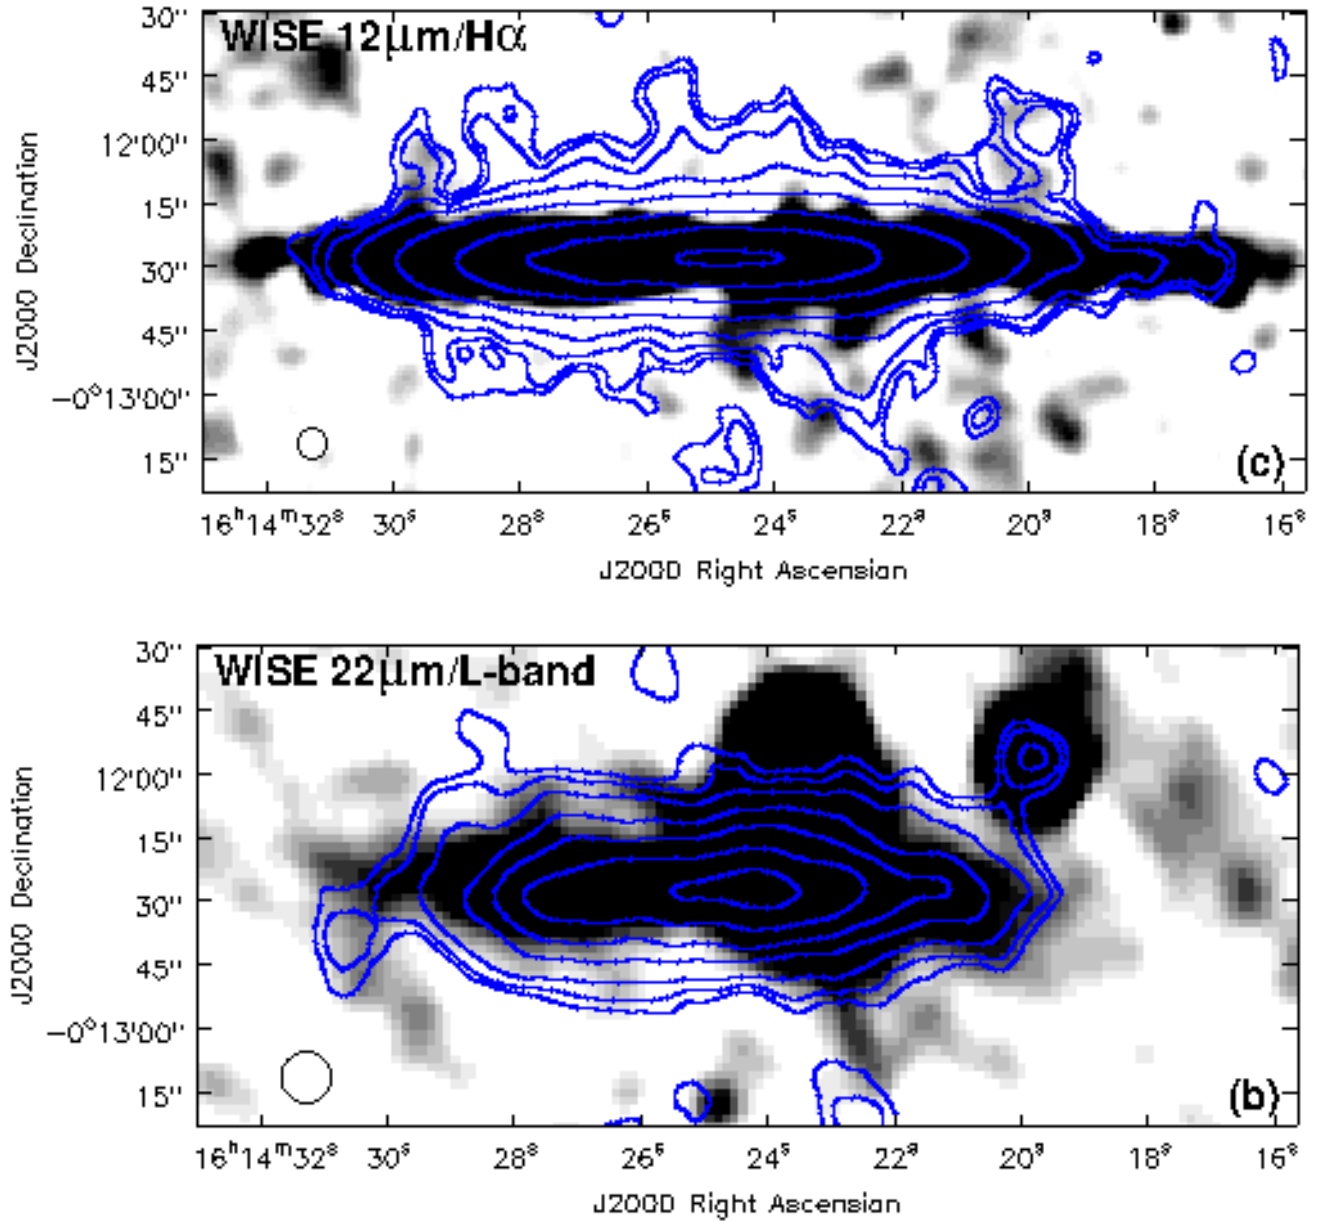 WISE 12μm/Hα
30"
45"
12'00"
15"
30"
45"
−0°13'00"
15"
J2000 Declination
(c)
16ʰ14ᵐ32ˢ 30ˢ 28ˢ 26ˢ 24ˢ 22ˢ 20ˢ 18ˢ 16ˢ
J2000 Right Ascension
WISE 22μm/L-band
30"
45"
12'00"
15"
30"
45"
−0°13'00"
15"
J2000 Declination
(b)
16ʰ14ᵐ32ˢ 30ˢ 28ˢ 26ˢ 24ˢ 22ˢ 20ˢ 18ˢ 16ˢ
J2000 Right Ascension